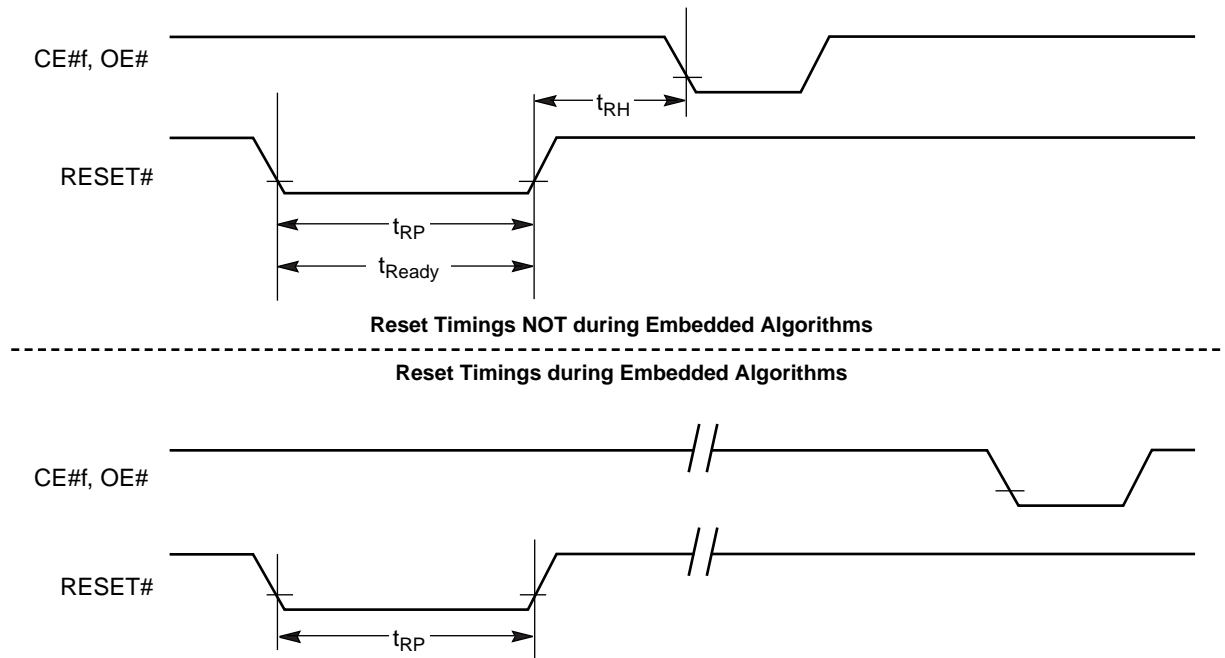 CE#f, OE#
tRH
RESET#
tRP
tReady
Reset Timings NOT during Embedded Algorithms
Reset Timings during Embedded Algorithms
CE#f, OE#
RESET#
tRP